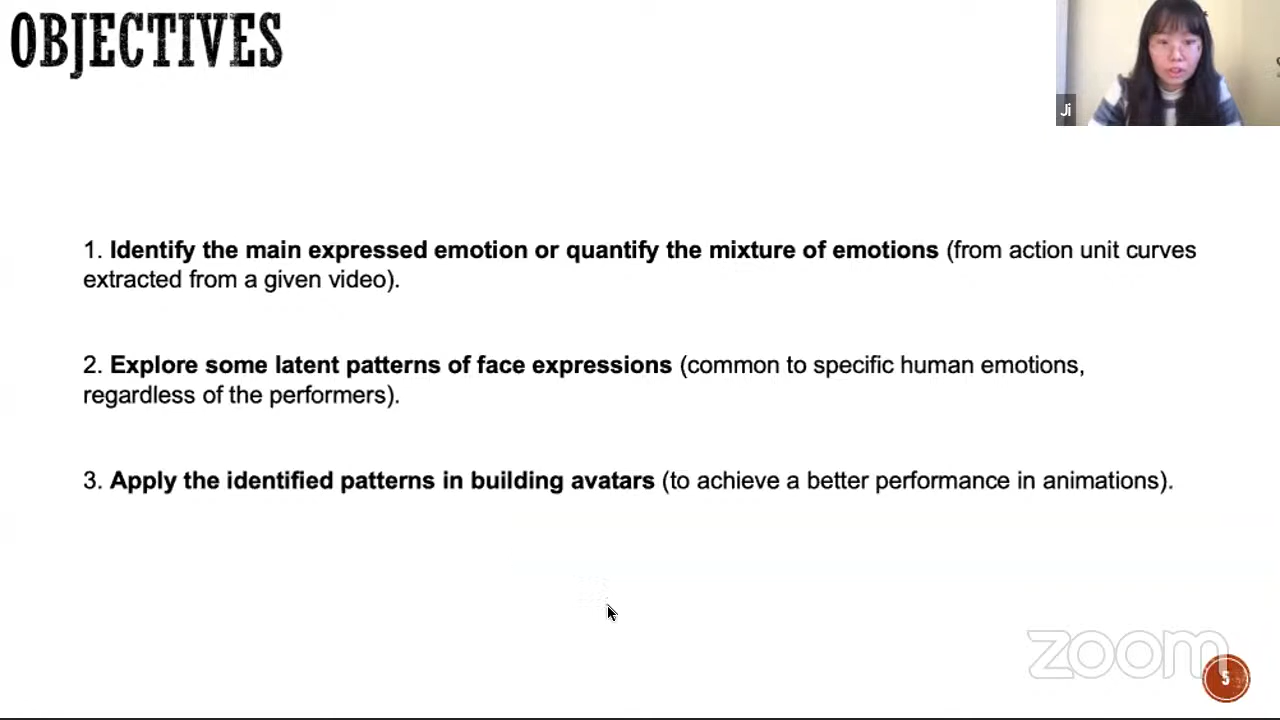 OBJECTIVES
Ji
1. Identify the main expressed emotion or quantify the mixture of emotions (from action unit curves
extracted from a given video).
2. Explore some latent patterns of face expressions (common to specific human emotions,
regardless of the performers).
3. Apply the identified patterns in building avatars (to achieve a better performance in animations).
zoom
5